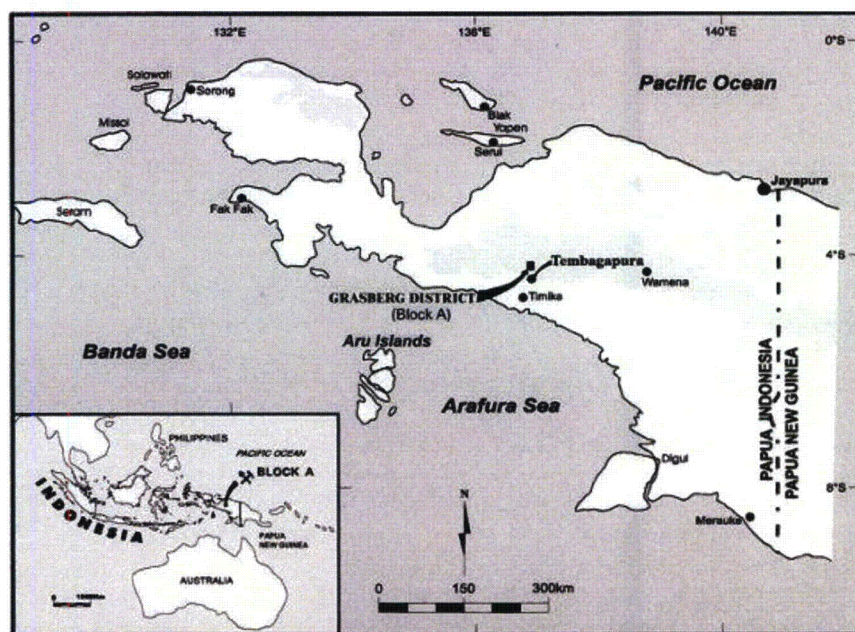 132°E
136°E
140°E
0°S
Pacific Ocean
Salawati
Sorong
Misool
Biak
Yapen
Serui
Jayapura
Fak Fak
Seram
4°S
Tembagapura
Wamena
GRASBERG DISTRICT
(Block A)
Timika
Banda Sea
Aru Islands
Arafura Sea
PAPUA, INDONESIA
PAPUA NEW GUINEA
Digul
Merauke
N
0
150
300km
PHILIPPINES
PACIFIC OCEAN
BLOCK A
INDONESIA
PAPUA
NEW GUINEA
AUSTRALIA
0